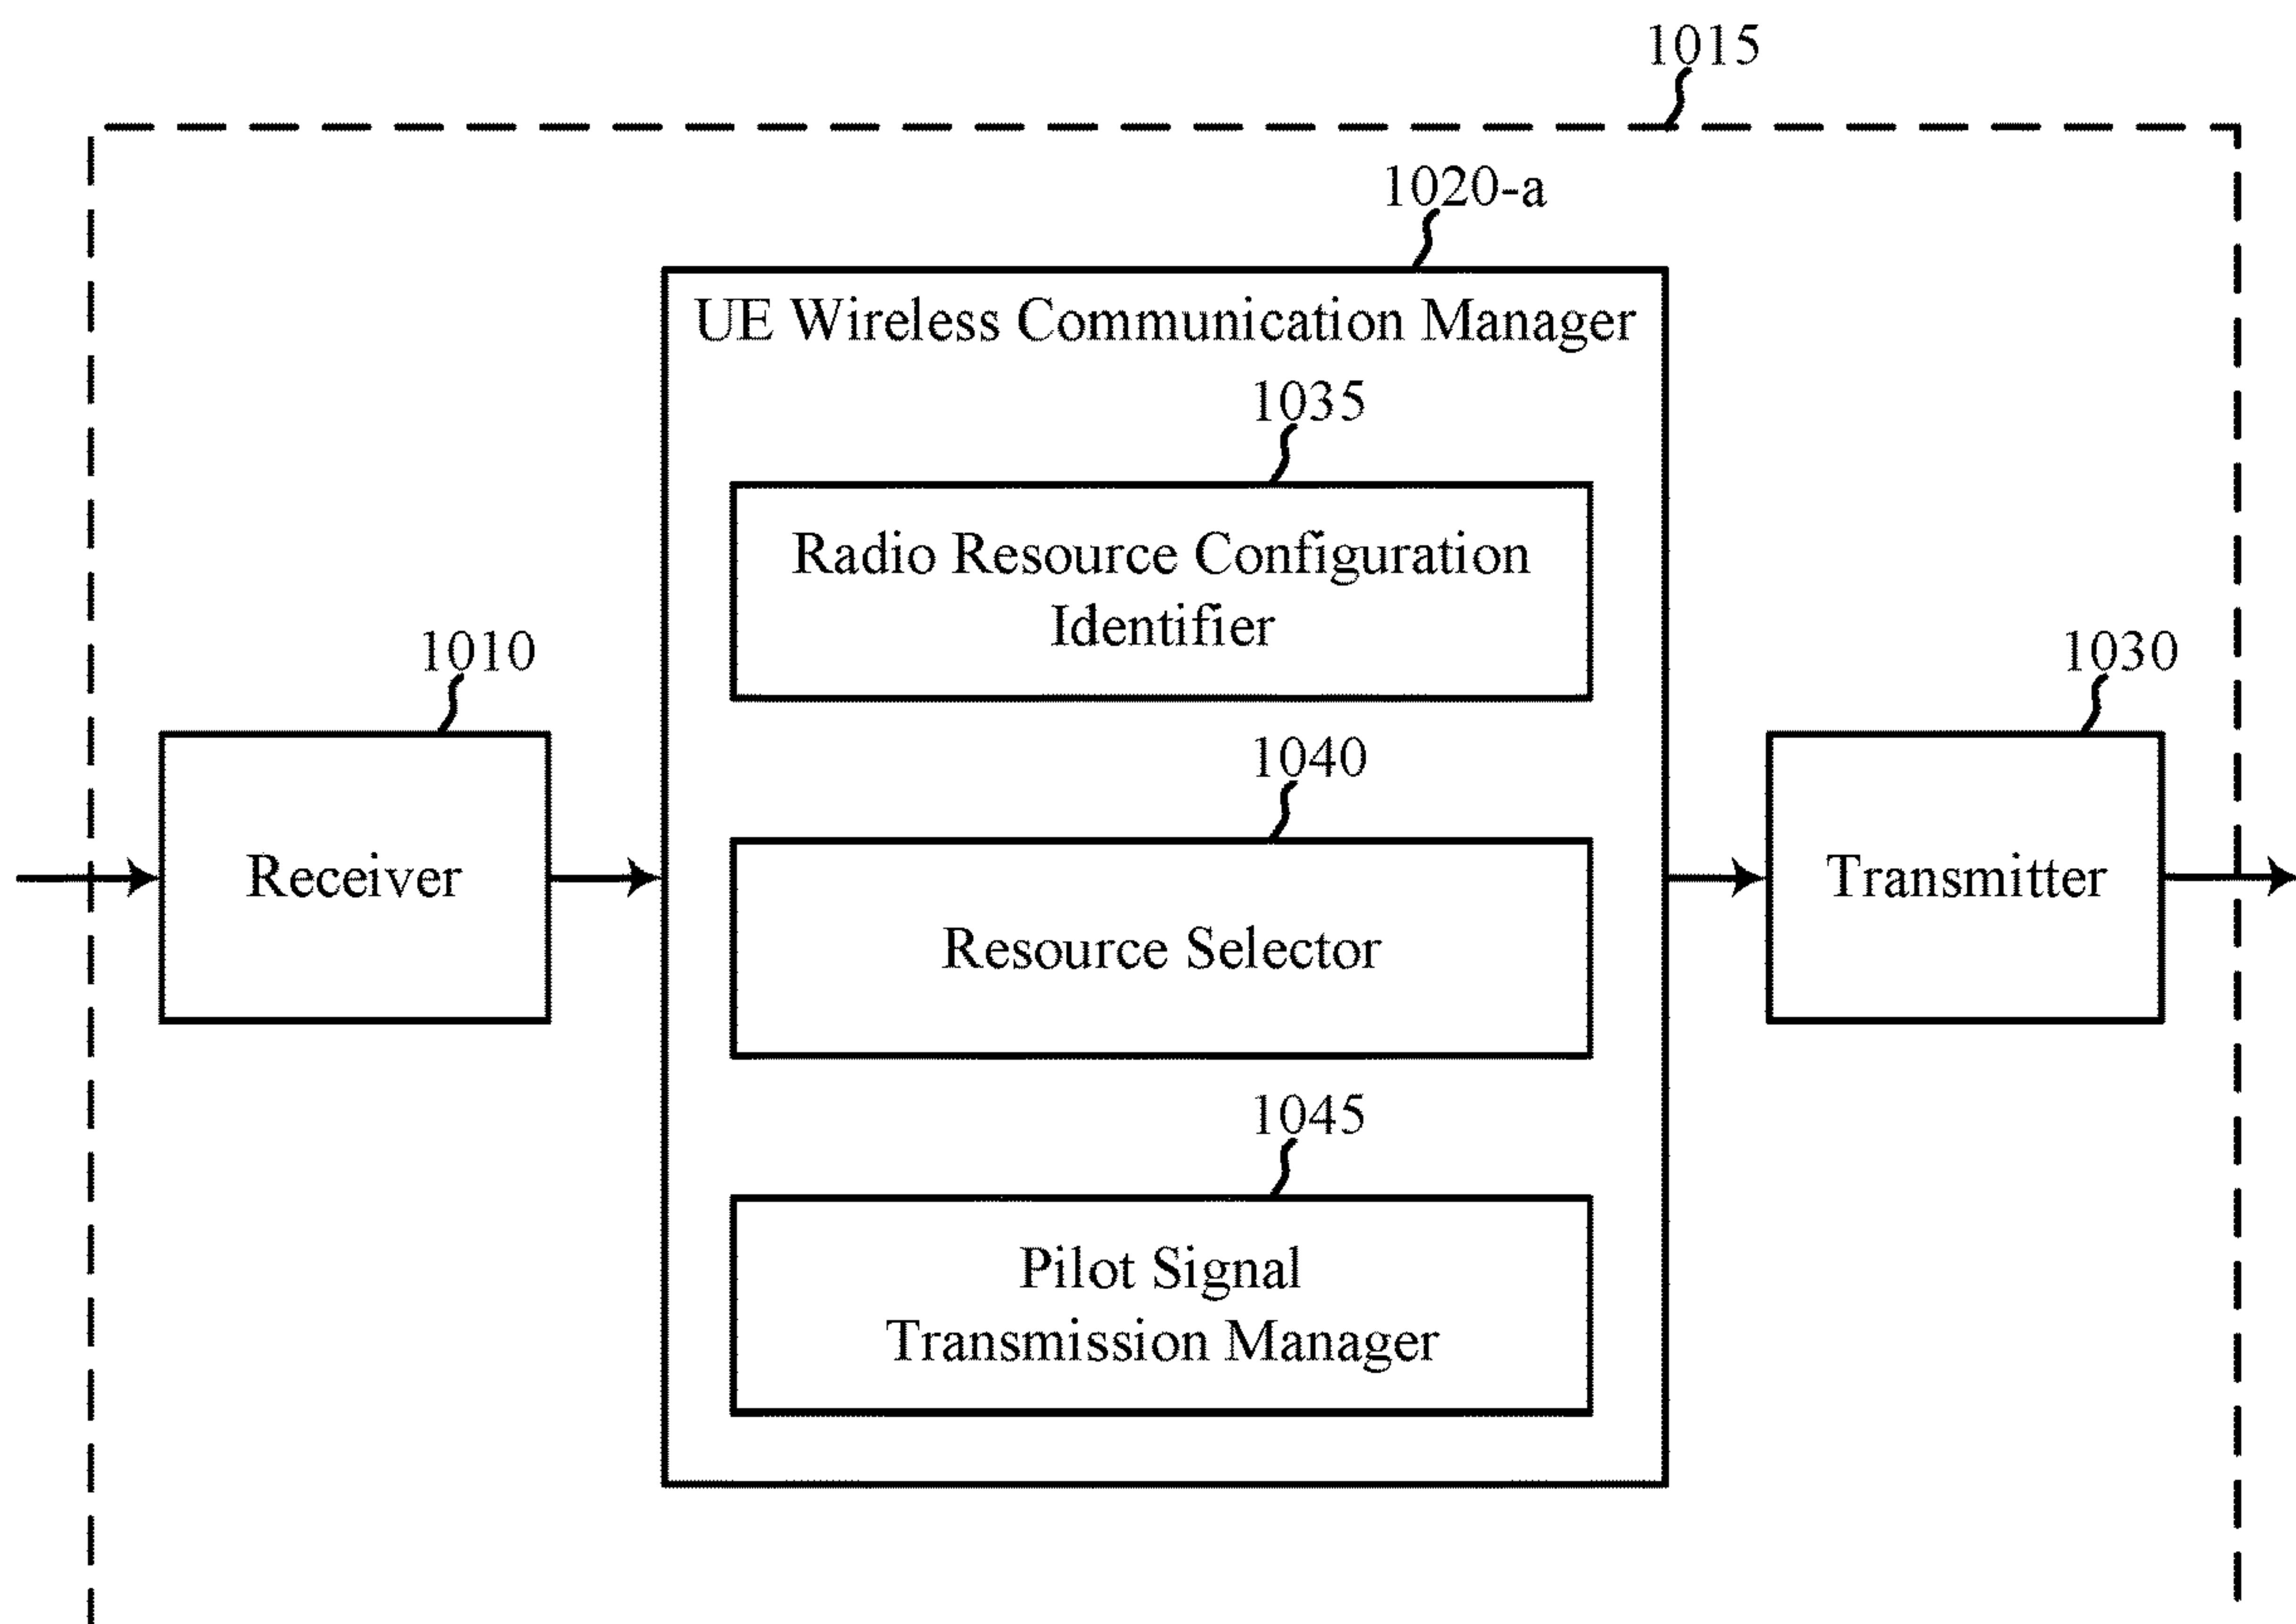 1015
1020-a
UE Wireless Communication Manager
1035
Radio Resource Configuration
Identifier
1010
Receiver
1040
Resource Selector
1030
Transmitter
1045
Pilot Signal
Transmission Manager